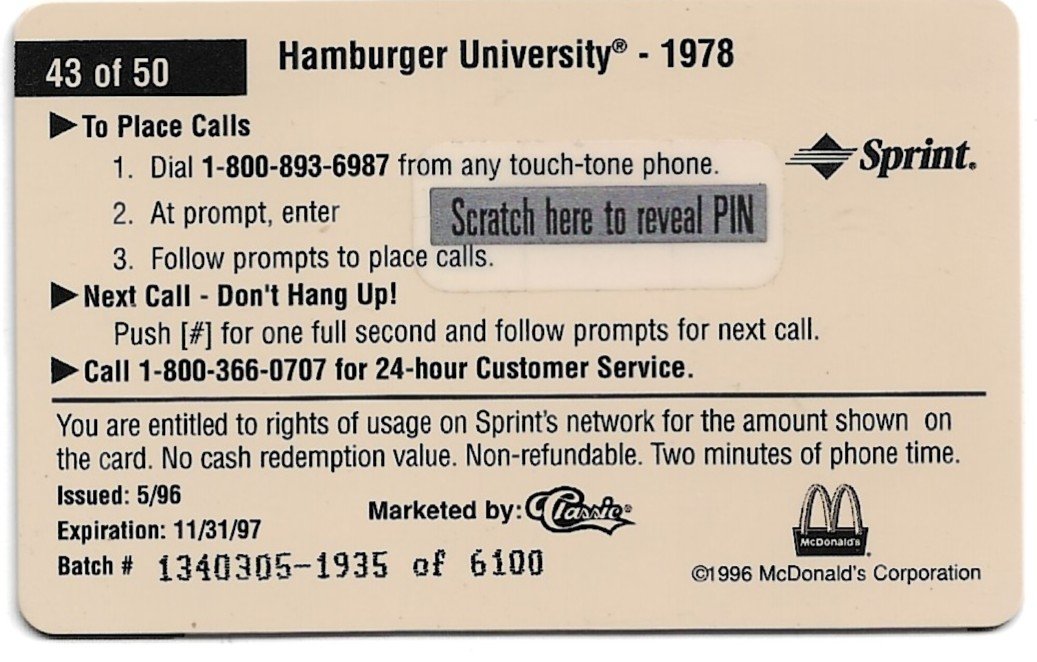 43 of 50
Hamburger University® - 1978
▶To Place Calls
1. Dial 1-800-893-6987 from any touch-tone phone.
Sprint.
2. At prompt, enter
Scratch here to reveal PIN
3. Follow prompts to place calls.
▶Next Call - Don't Hang Up!
Push [#] for one full second and follow prompts for next call.
▶Call 1-800-366-0707 for 24-hour Customer Service.
You are entitled to rights of usage on Sprint's network for the amount shown on
the card. No cash redemption value. Non-refundable. Two minutes of phone time.
Issued: 5/96
Expiration: 11/31/97
Marketed by: Classic®
McDonald's®
Batch # 1340305-1935 of 6100
©1996 McDonald's Corporation